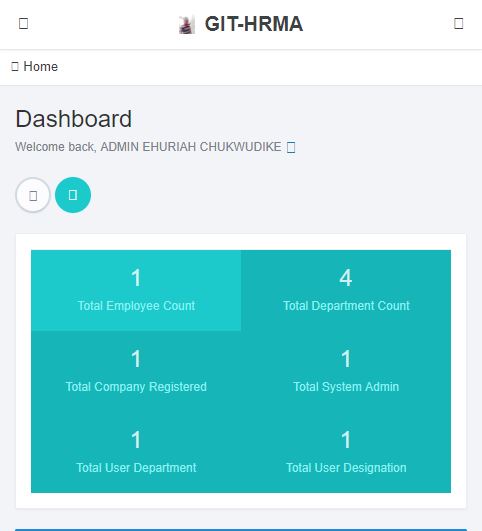 GIT-HRMA
Home
Dashboard
Welcome back, ADMIN EHURIAH CHUKWUDIKE
1
Total Employee Count
4
Total Department Count
1
Total Company Registered
1
Total System Admin
1
Total User Department
1
Total User Designation